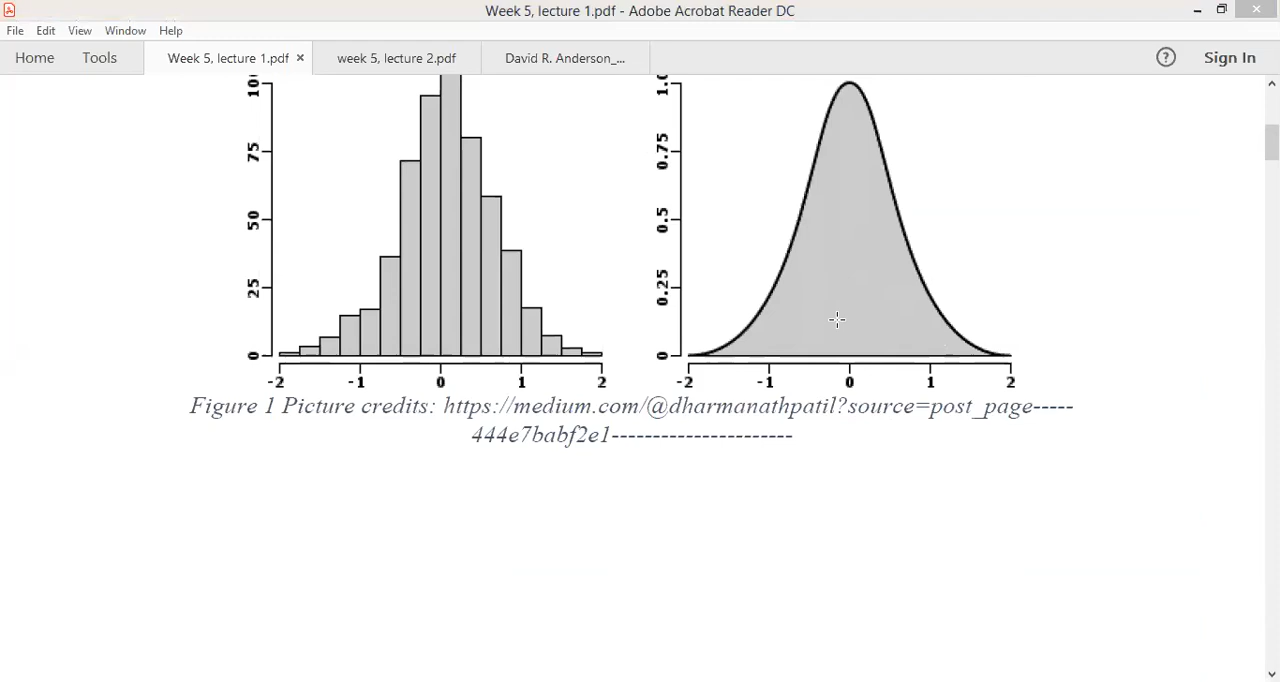 Week 5, lecture 1.pdf - Adobe Acrobat Reader DC
File Edit View Window Help
Home Tools Week 5, lecture 1.pdf × week 5, lecture 2.pdf David R. Anderson_... ? Sign In
75
50
25
0
-2 -1 0 1 2
0.75
0.5
0.25
0
-2 -1 0 1 2
Figure 1 Picture credits: https://medium.com/@dharmanathpatil?source=post_page-----
444e7babf2e1----------------------